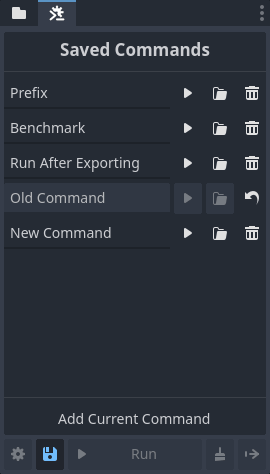 Saved Commands
Prefix
Benchmark
Run After Exporting
Old Command
New Command
Add Current Command
Run